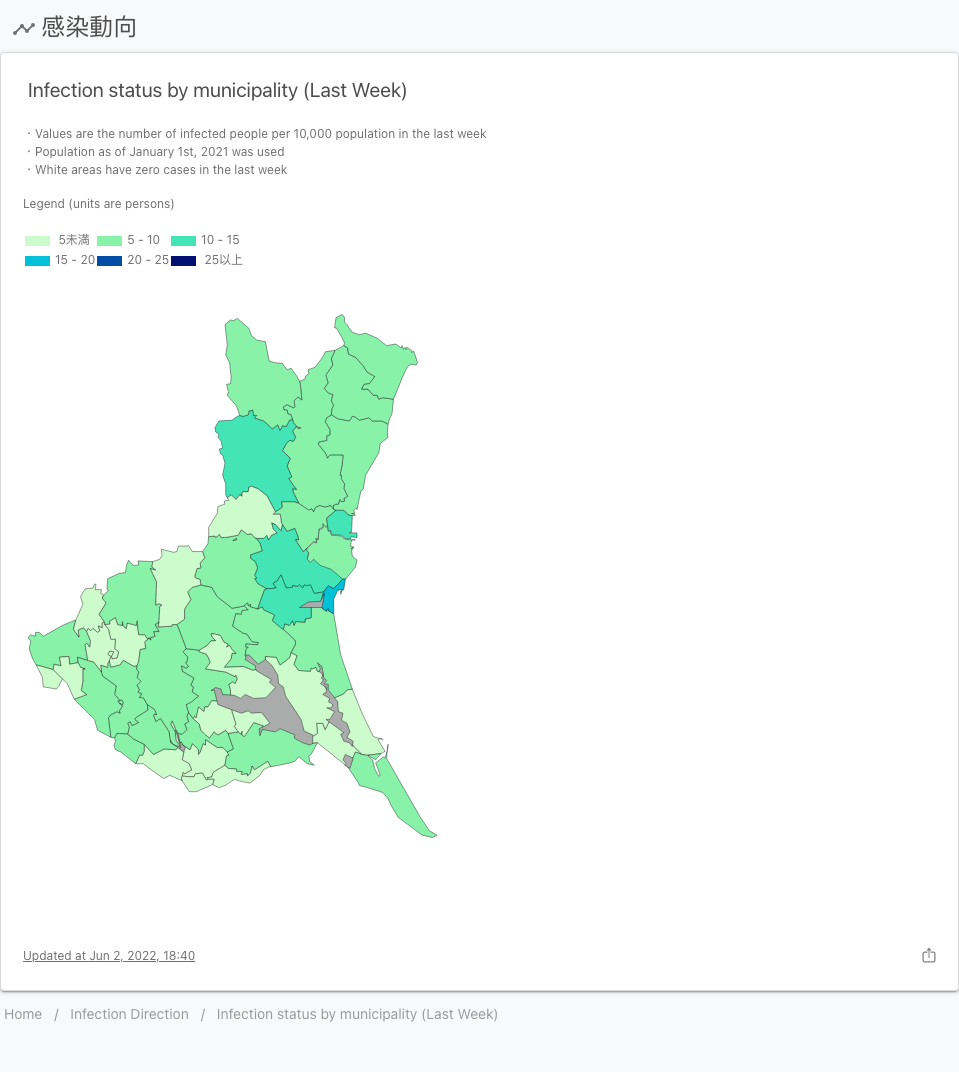 感染動向
Infection status by municipality (Last Week)
・Values are the number of infected people per 10,000 population in the last week
・Population as of January 1st, 2021 was used
・White areas have zero cases in the last week
Legend (units are persons)
5未満 5 - 10 10 - 15
15 - 20 20 - 25 25以上
Updated at Jun 2, 2022, 18:40
Home / Infection Direction / Infection status by municipality (Last Week)